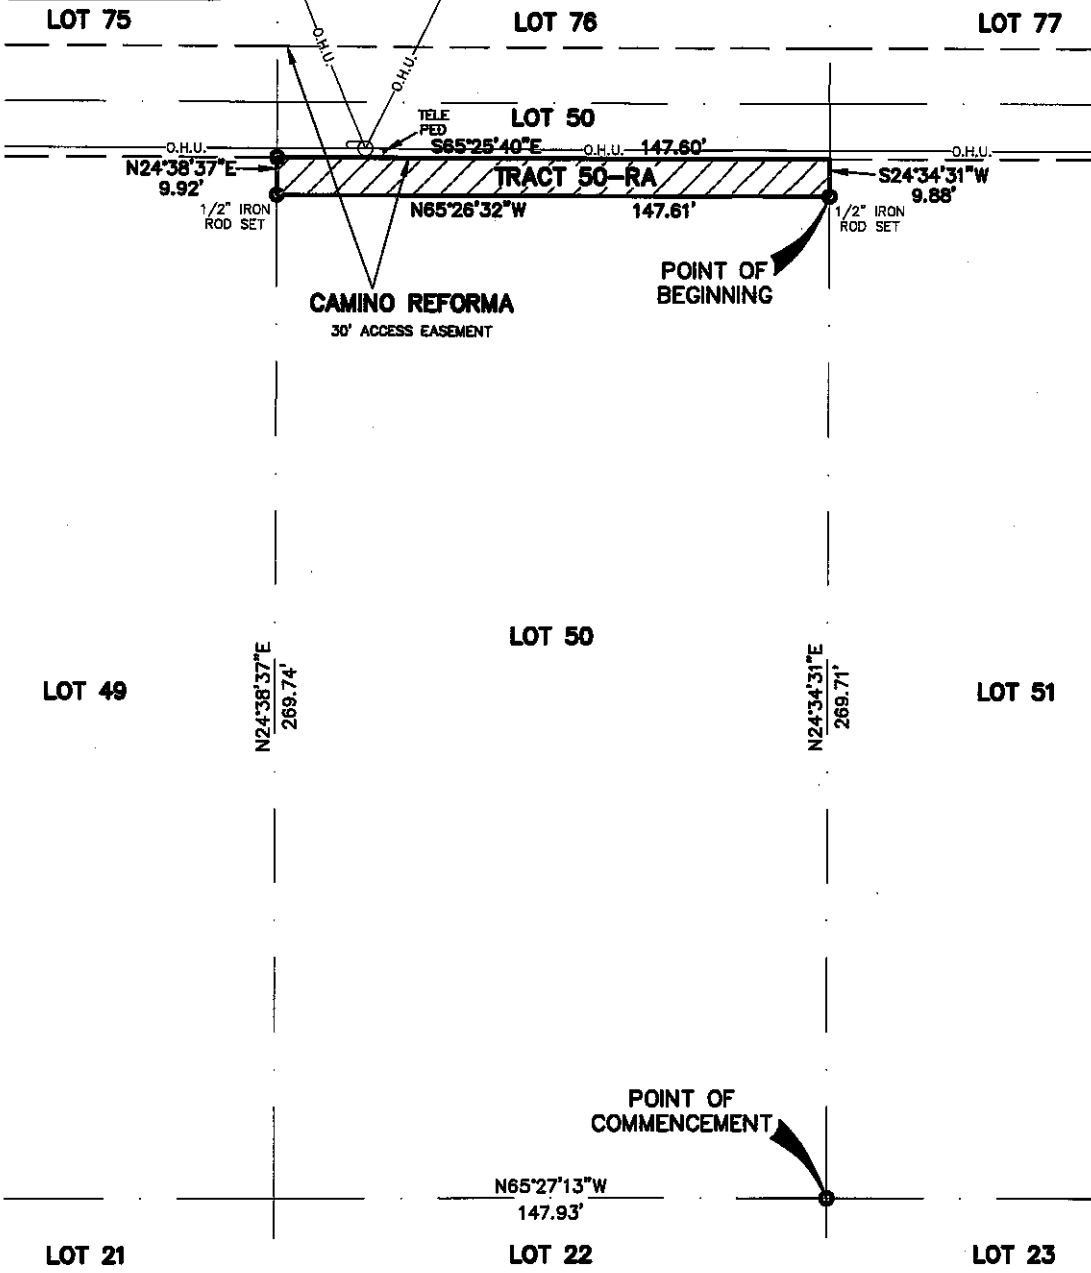 LOT 75
LOT 76
LOT 77
O.H.U.
O.H.U.
LOT 50
TELE
PED
O.H.U.
S65°25'40"E
O.H.U.
147.60'
O.H.U.
N24°38'37"E
9.92'
TRACT 50-RA
S24°34'31"W
9.88'
1/2" IRON
ROD SET
N65°26'32"W
147.61'
1/2" IRON
ROD SET
POINT OF
BEGINNING
CAMINO REFORMA
30' ACCESS EASEMENT
LOT 50
LOT 49
N24°38'37"E
269.74'
N24°34'31"E
269.71'
LOT 51
POINT OF
COMMENCEMENT
N65°27'13"W
147.93'
LOT 21
LOT 22
LOT 23